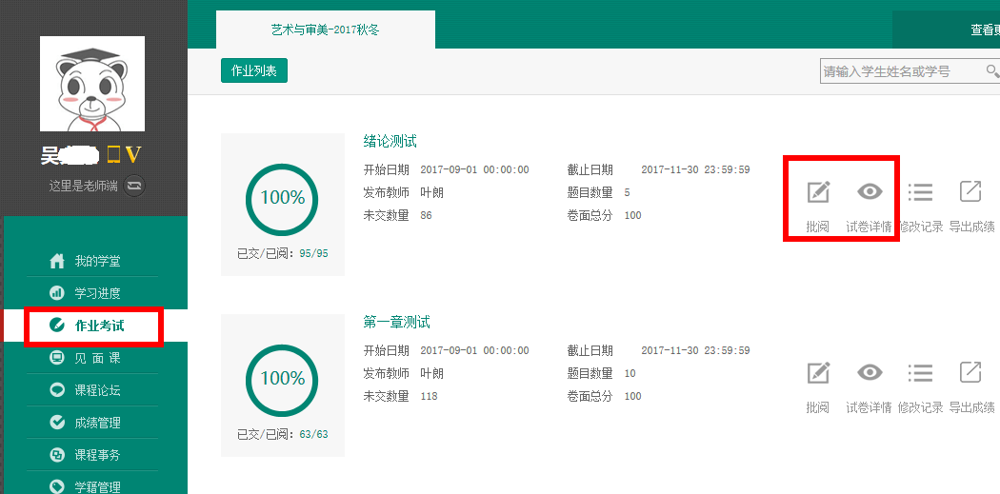 艺术与审美-2017秋冬
查看
作业列表
请输入学生姓名或学号
吴
V
这里是老师端
我的学堂
学习进度
作业考试
见 面 课
课程论坛
成绩管理
课程事务
学籍管理
绪论测试
100%
已交/已阅：95/95
开始日期 2017-09-01 00:00:00 截止日期 2017-11-30 23:59:59
发布教师 叶朗 题目数量 5
未交数量 86 卷面总分 100
批阅 试卷详情 修改记录 导出成绩
第一章测试
100%
已交/已阅：63/63
开始日期 2017-09-01 00:00:00 截止日期 2017-11-30 23:59:59
发布教师 叶朗 题目数量 10
未交数量 118 卷面总分 100
批阅 试卷详情 修改记录 导出成绩